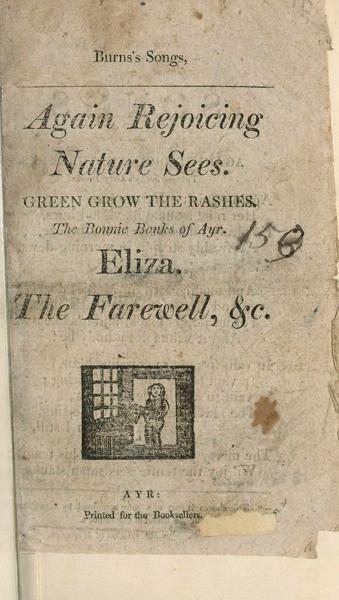 Burns's Songs,
Again Rejoicing
Nature Sees.
GREEN GROW THE RASHES.
The Bonnie Banks of Ayr.
156
Eliza.
The Farewell, &c.
AYR:
Printed for the Booksellers.